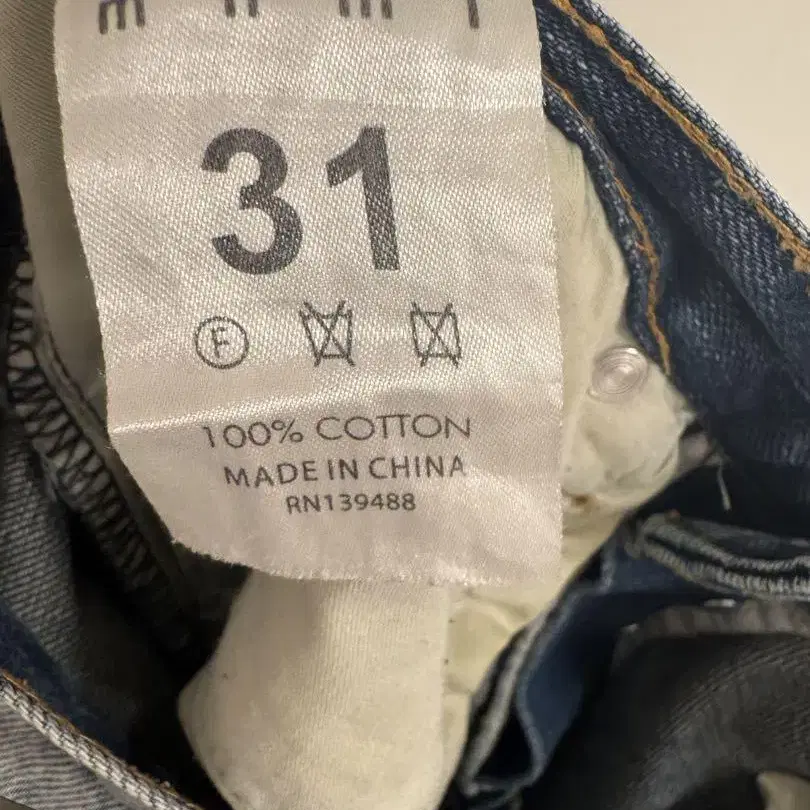 31
F
100% COTTON
MADE IN CHINA
RN139488